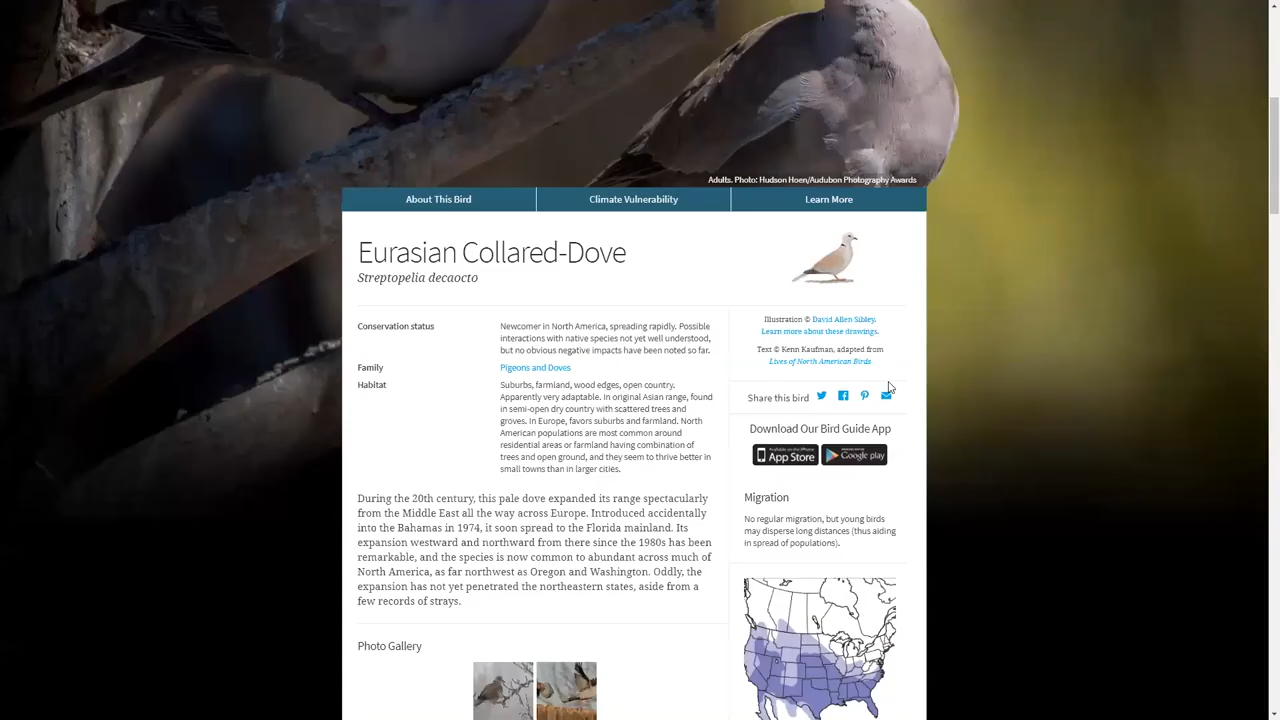 Adults. Photo: Hudson Hoen/Audubon Photography Awards
About This Bird
Climate Vulnerability
Learn More
Eurasian Collared-Dove
Streptopelia decaocto
Conservation status
Newcomer in North America, spreading rapidly. Possible
interactions with native species not yet well understood,
but no obvious negative impacts have been noted so far.
Family
Pigeons and Doves
Habitat
Suburbs, farmland, wood edges, open country.
Apparently very adaptable. In original Asian range, found
in semi-open dry country with scattered trees and
groves. In Europe, favors suburbs and farmland. North
American populations are most common around
residential areas or farmland having combination of
trees and open ground, and they seem to thrive better in
small towns than in larger cities.
During the 20th century, this pale dove expanded its range spectacularly
from the Middle East all the way across Europe. Introduced accidentally
into the Bahamas in 1974, it soon spread to the Florida mainland. Its
expansion westward and northward from there since the 1980s has been
remarkable, and the species is now common to abundant across much of
North America, as far northwest as Oregon and Washington. Oddly, the
expansion has not yet penetrated the northeastern states, aside from a
few records of strays.
Photo Gallery
Illustration © David Allen Sibley.
Learn more about these drawings.
Text © Kenn Kaufman, adapted from
Lives of North American Birds
Share this bird
Download Our Bird Guide App
Available on the iPhone
App Store
ANDROID APP ON
Google play
Migration
No regular migration, but young birds
may disperse long distances (thus aiding
in spread of populations).